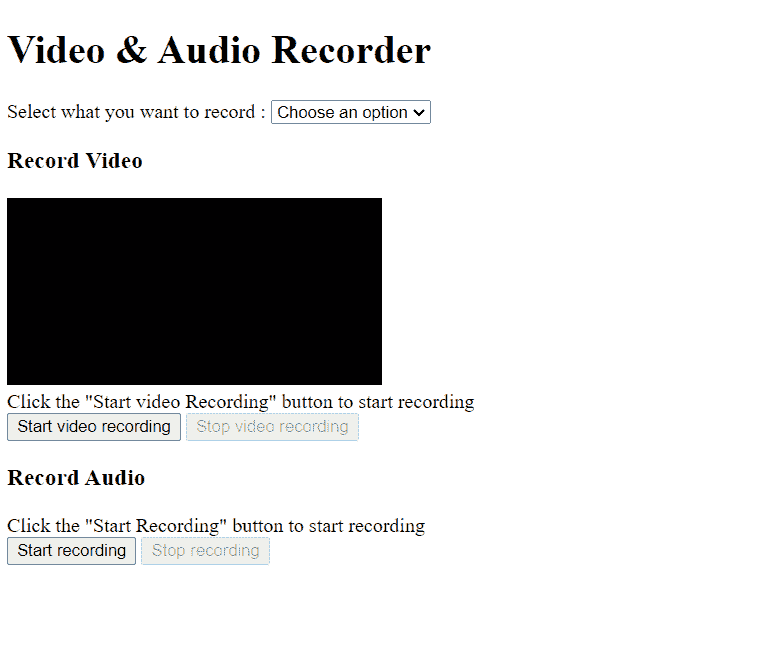 Video & Audio Recorder
Select what you want to record : Choose an option
Record Video
Click the "Start video Recording" button to start recording
Start video recording Stop video recording
Record Audio
Click the "Start Recording" button to start recording
Start recording Stop recording